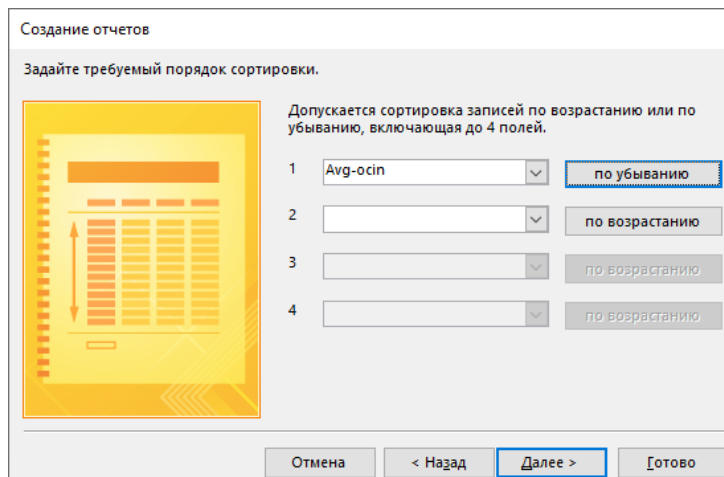 Создание отчетов
Задайте требуемый порядок сортировки.
Допускается сортировка записей по возрастанию или по
убыванию, включающая до 4 полей.
1 Avg-ocin по убыванию
2 по возрастанию
3 по возрастанию
4 по возрастанию
Отмена < Назад Далее > Готово